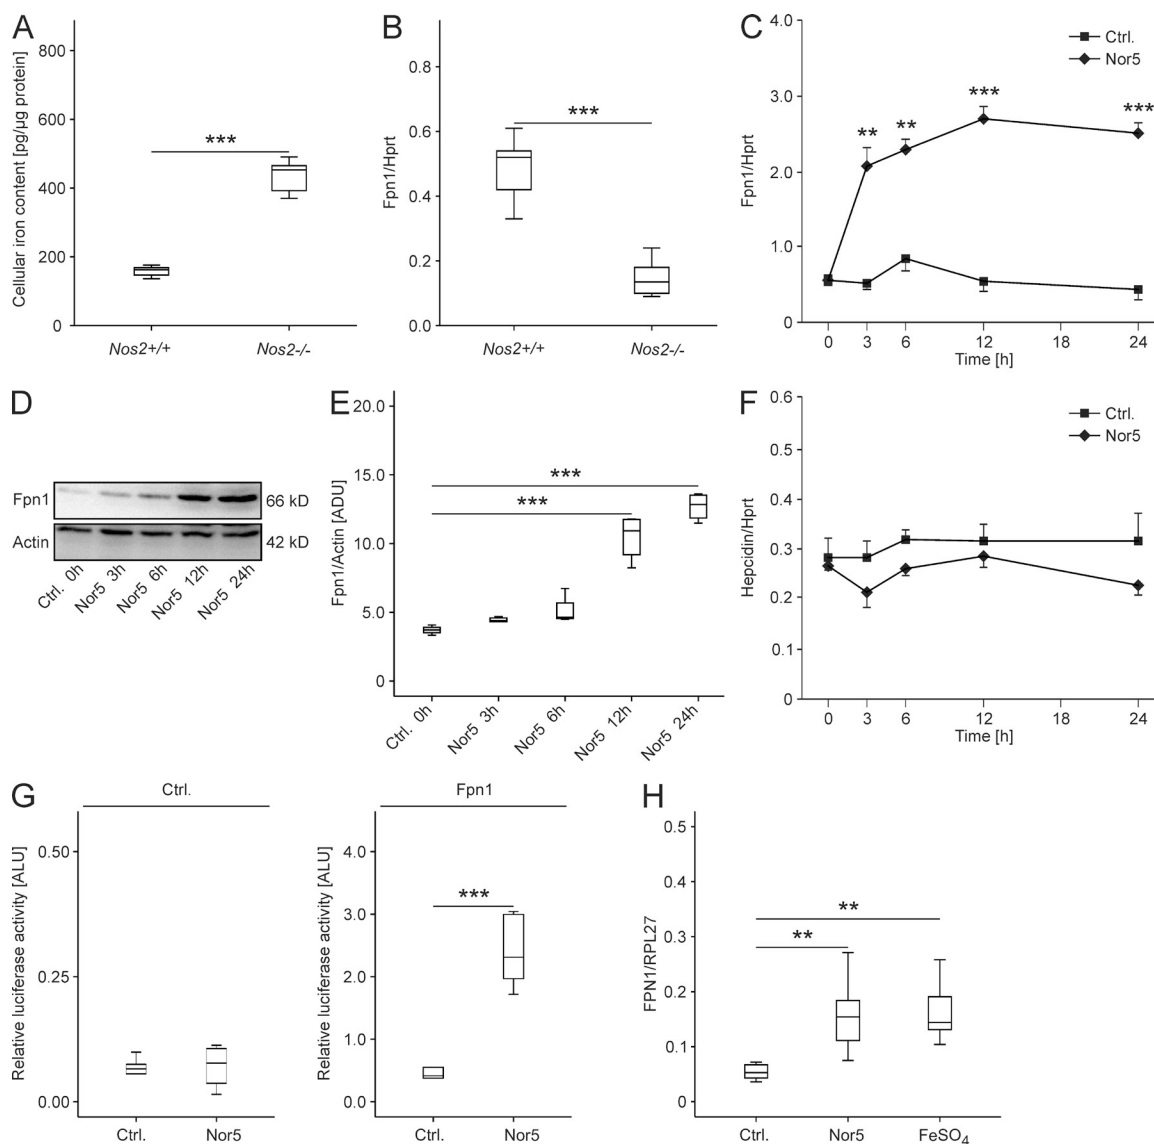 A
Cellular iron content [pg/µg protein]
800
600
400
200
0
***
Nos2+/+ Nos2-/-
B
Fpn1/Hprt
0.8
0.6
0.4
0.2
0.0
***
Nos2+/+ Nos2-/-
C
Fpn1/Hprt
4.0
3.0
2.0
1.0
0
Ctrl.
Nor5
** ** *** ***
0 3 6 12 18 24
Time [h]
D
Fpn1 66 kD
Actin 42 kD
Ctrl. 0h
Nor5 3h
Nor5 6h
Nor5 12h
Nor5 24h
E
Fpn1/Actin [ADU]
20.0
15.0
10.0
5.0
0
***
***
Ctrl. 0h
Nor5 3h
Nor5 6h
Nor5 12h
Nor5 24h
F
Hepcidin/Hprt
0.6
0.5
0.4
0.3
0.2
0.1
0
Ctrl.
Nor5
0 3 6 12 18 24
Time [h]
G
Ctrl.
Relative luciferase activity [ALU]
0.50
0.25
0.00
Ctrl. Nor5
Fpn1
Relative luciferase activity [ALU]
4.0
3.0
2.0
1.0
0.0
***
Ctrl. Nor5
H
FPN1/RPL27
0.5
0.4
0.3
0.2
0.1
0
**
**
Ctrl. Nor5 FeSO4